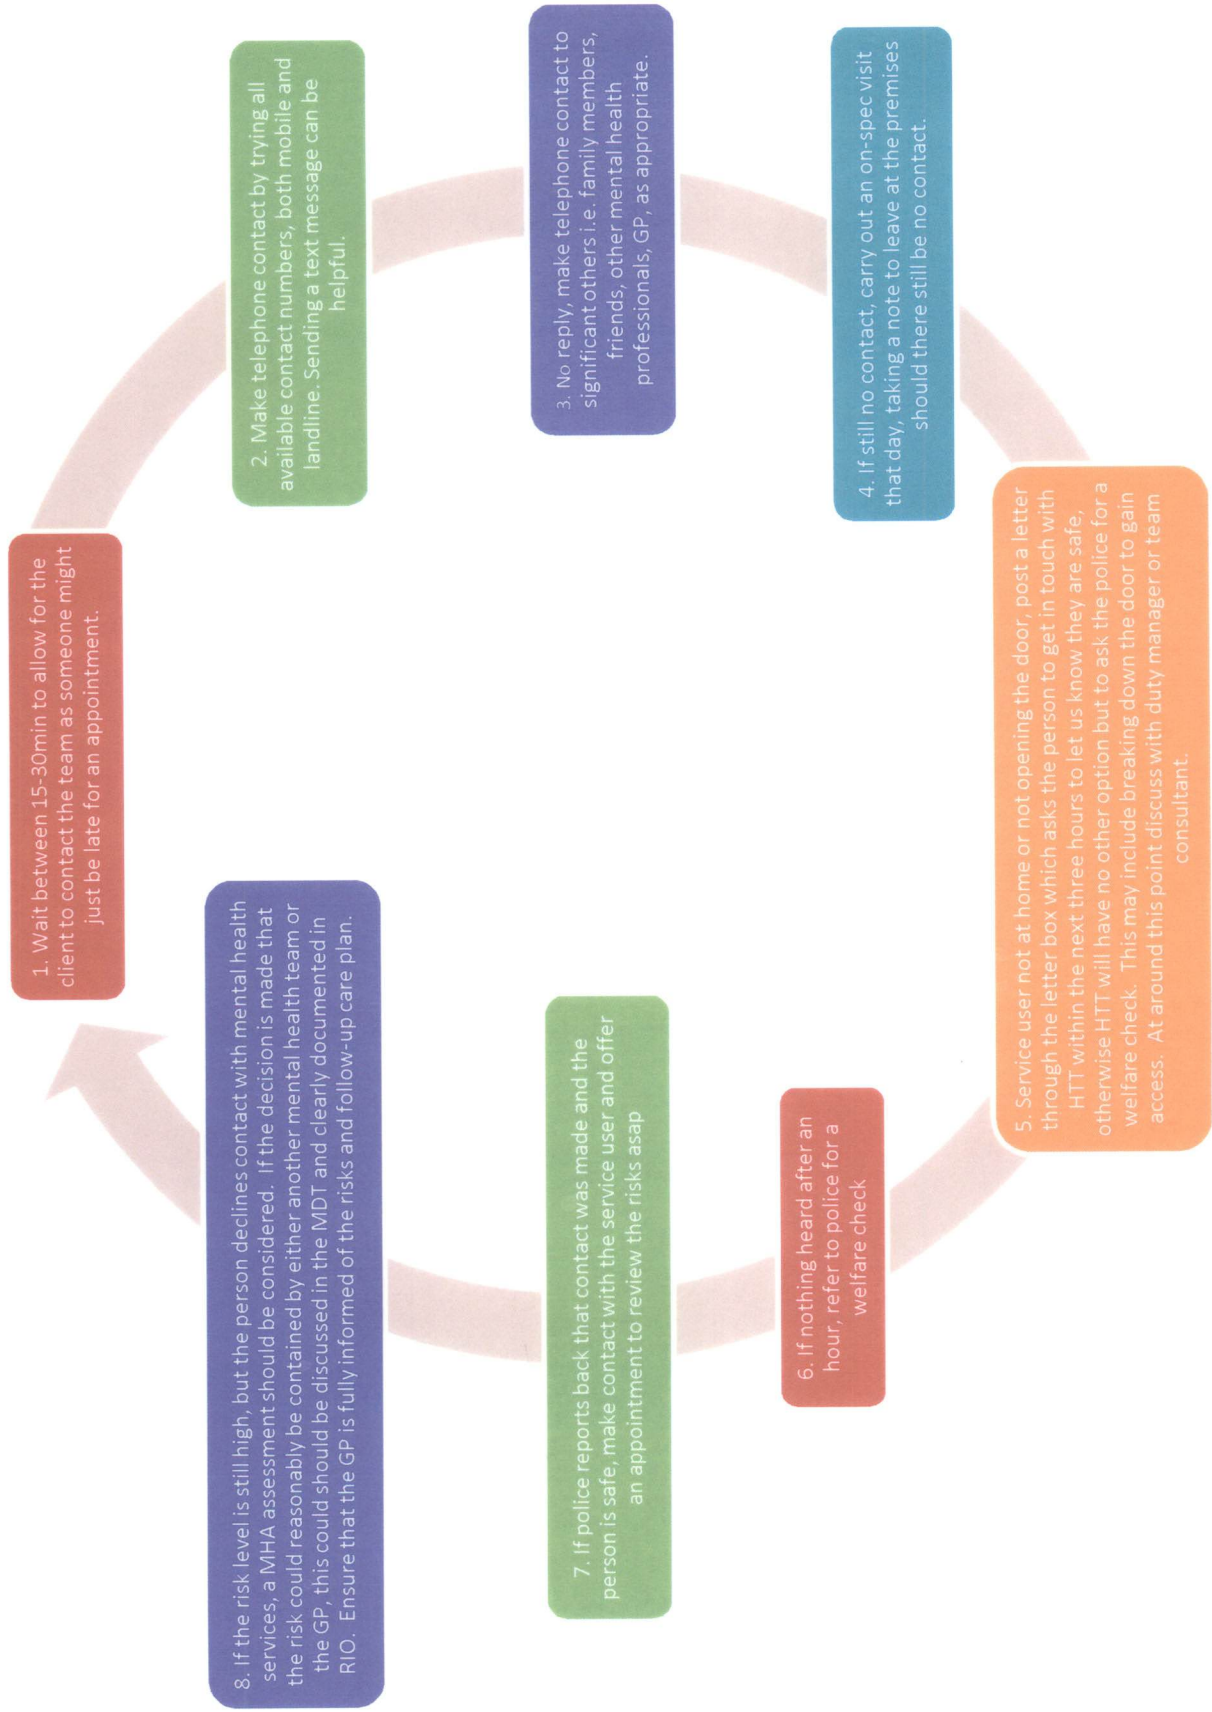 1. Wait between 15-30min to allow for the
client to contact the team as someone might
just be late for an appointment.
2. Make telephone contact by trying all
available contact numbers, both mobile and
landline. Sending a text message can be
helpful.
3. No reply, make telephone contact to
significant others i.e. family members,
friends, other mental health
professionals, GP, as appropriate.
4. If still no contact, carry out an on-spec visit
that day, taking a note to leave at the premises
should there still be no contact.
5. Service user not at home or not opening the door, post a letter
through the letter box which asks the person to get in touch with
HTT within the next three hours to let us know they are safe,
otherwise HTT will have no other option but to ask the police for a
welfare check. This may include breaking down the door to gain
access. At around this point discuss with duty manager or team
consultant.
6. If nothing heard after an
hour, refer to police for a
welfare check
7. If police reports back that contact was made and the
person is safe, make contact with the service user and offer
an appointment to review the risks asap
8. If the risk level is still high, but the person declines contact with mental health
services, a MHA assessment should be considered. If the decision is made that
the risk could reasonably be contained by either another mental health team or
the GP, this could should be discussed in the MDT and clearly documented in
RIO. Ensure that the GP is fully informed of the risks and follow-up care plan.